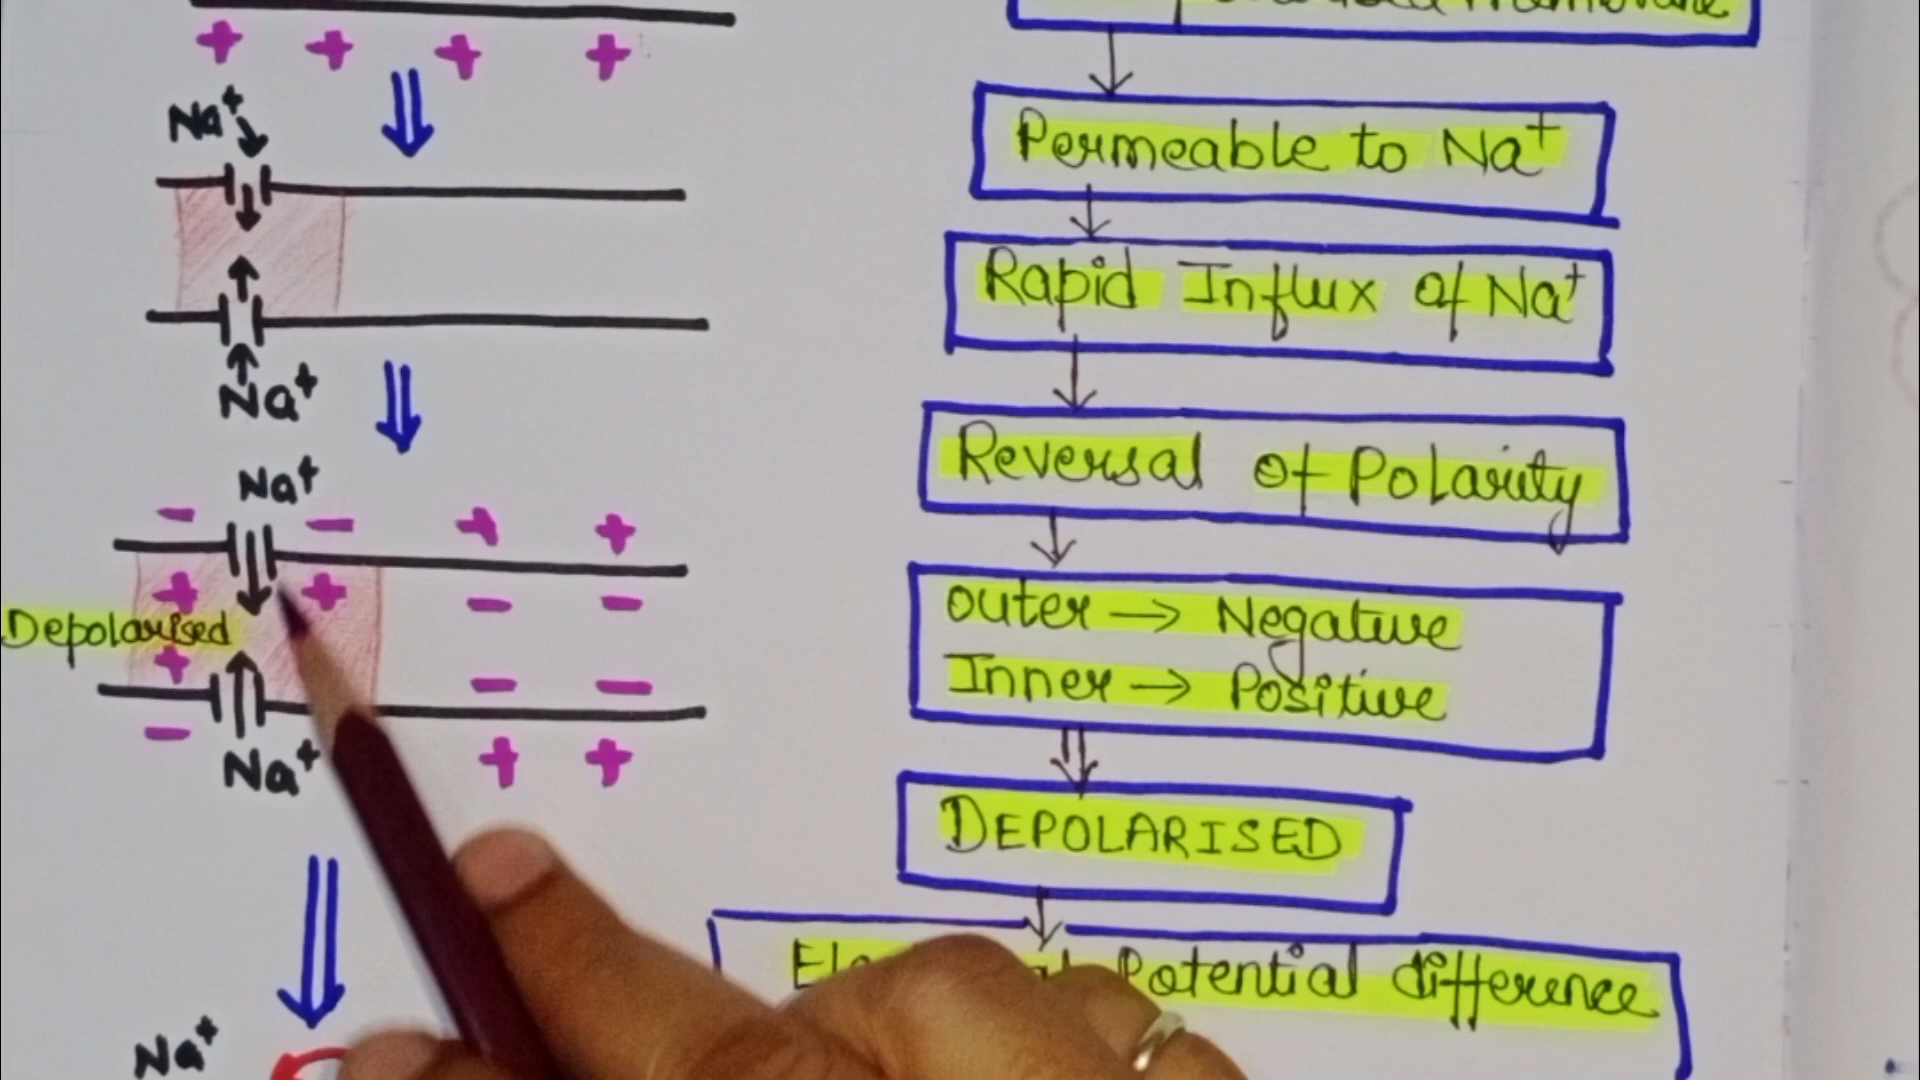 Na+
Na+
Na+
Depolarised
Na+
Na+
Permeable to Na+
Rapid Influx of Na+
Reversal of Polarity
Outer → Negative
Inner → Positive
DEPOLARISED
Potential difference